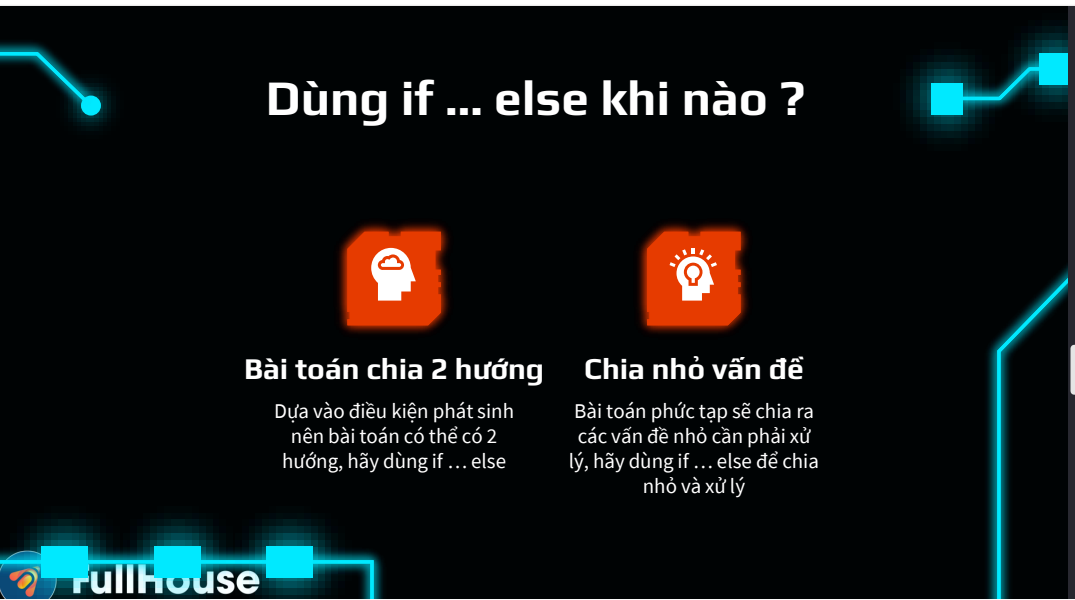 Dùng if ... else khi nào ?
Bài toán chia 2 hướng
Dựa vào điều kiện phát sinh
nên bài toán có thể có 2
hướng, hãy dùng if … else
Chia nhỏ vấn đề
Bài toán phức tạp sẽ chia ra
các vấn đề nhỏ cần phải xử
lý, hãy dùng if … else để chia
nhỏ và xử lý
FullHouse